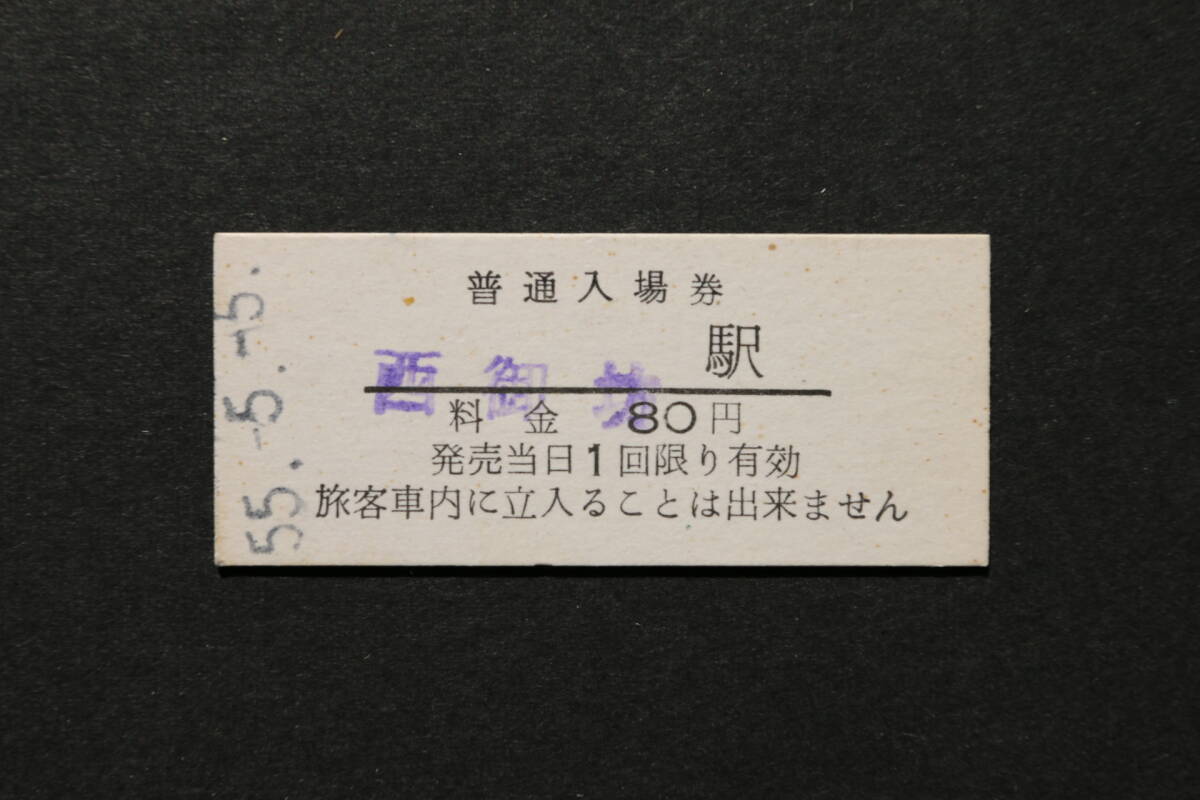 普通入場券
西御坊駅
料金 80円
発売当日1回限り有効
旅客車内に立入ることは出来ません
55.-5.-5.